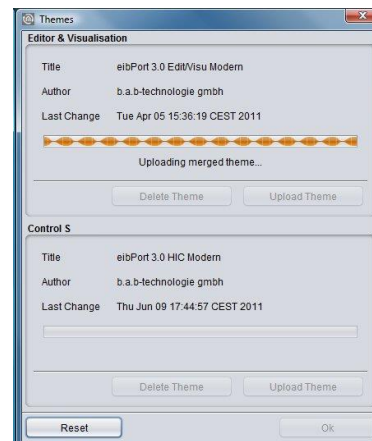 Themes
Editor & Visualisation
Title eibPort 3.0 Edit/Visu Modern
Author b.a.b-technologie gmbh
Last Change Tue Apr 05 15:36:19 CEST 2011
Uploading merged theme...
Delete Theme Upload Theme
Control S
Title eibPort 3.0 HIC Modern
Author b.a.b-technologie gmbh
Last Change Thu Jun 09 17:44:57 CEST 2011
Delete Theme Upload Theme
Reset Ok